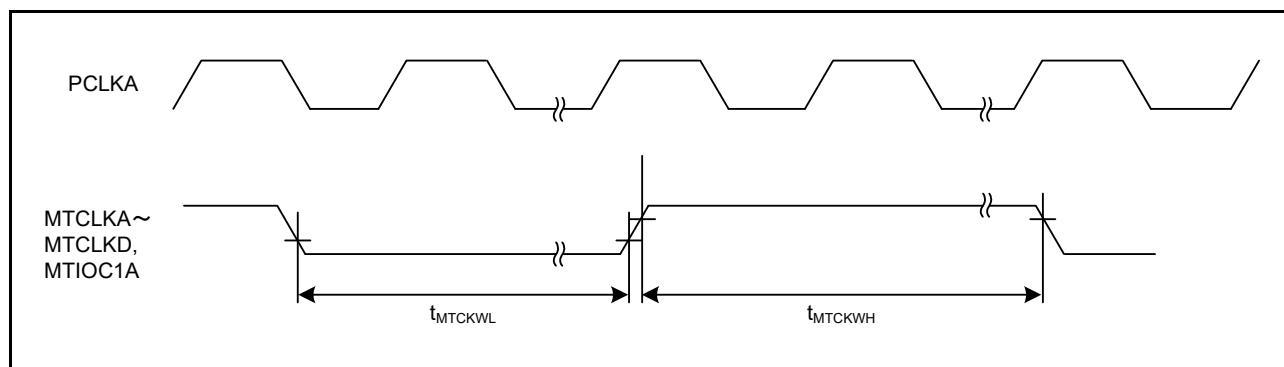 PCLKA
MTCLKA～
MTCLKD,
MTIOC1A
tMTCKWL
tMTCKWH